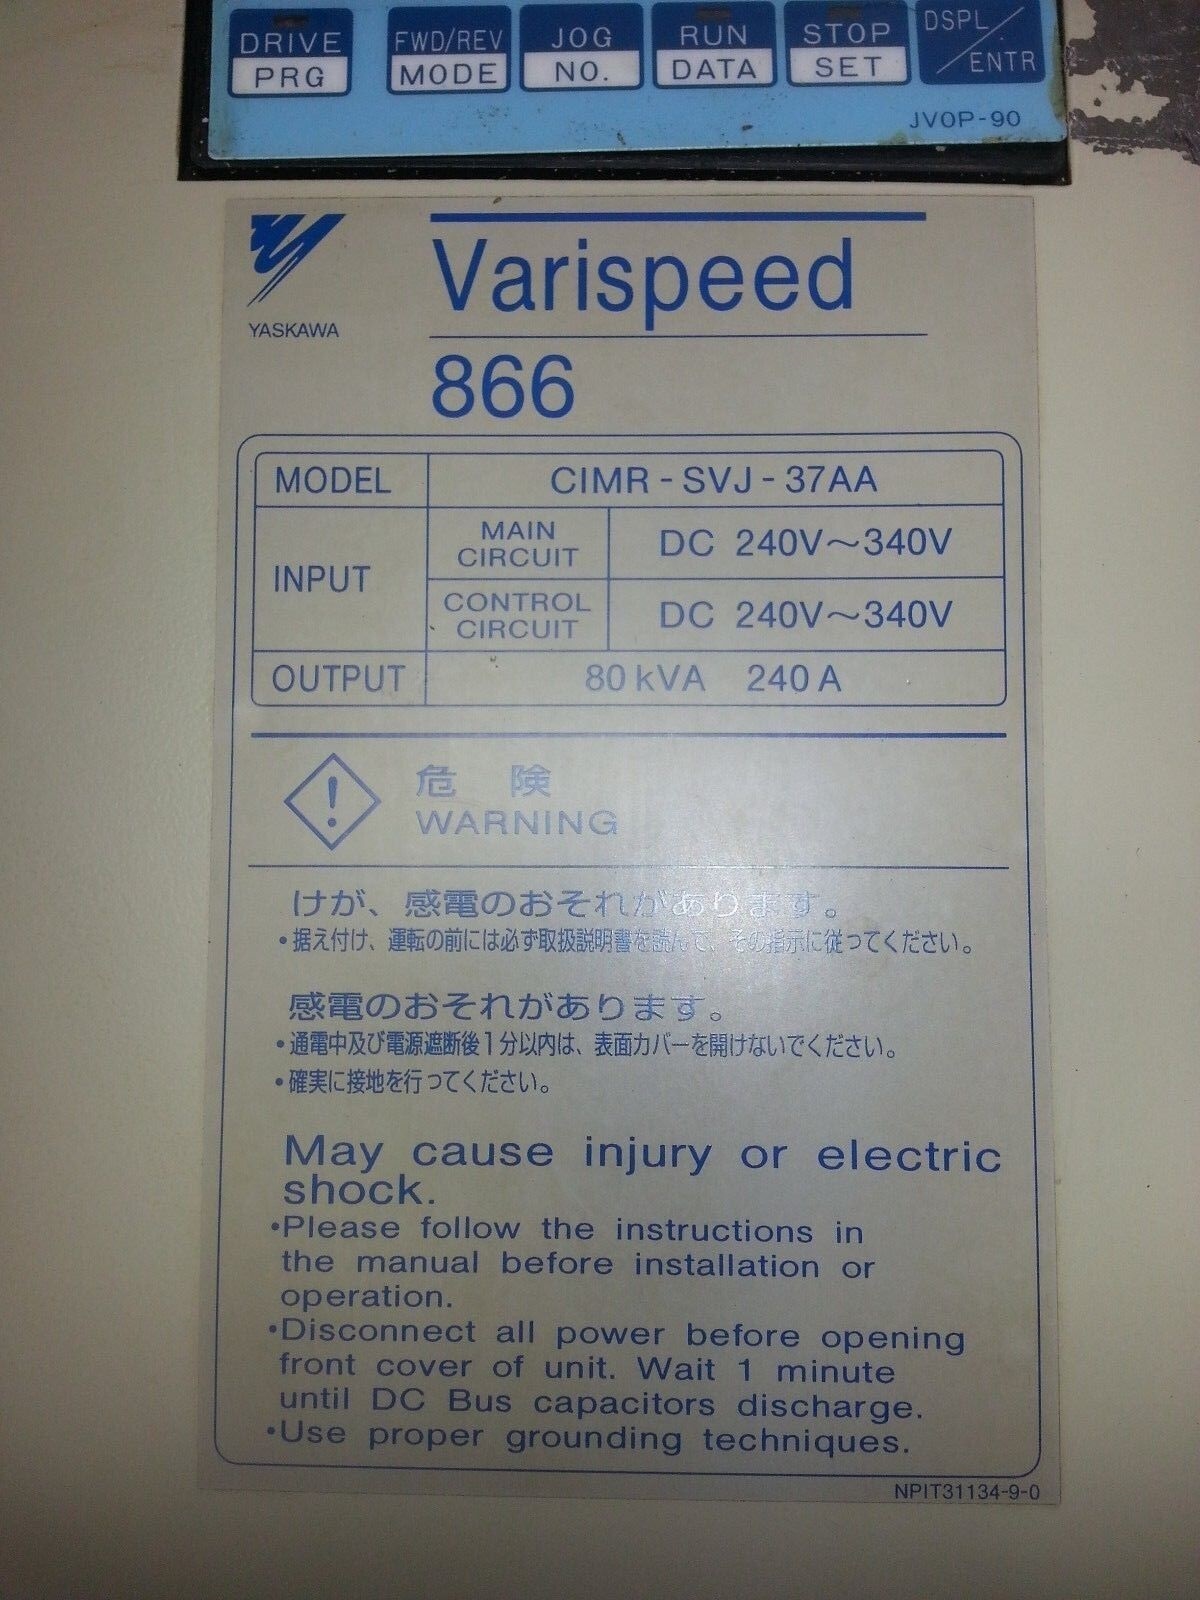 DRIVE
PRG
FWD/REV
MODE
JOG
NO.
RUN
DATA
STOP
SET
DSPL/
ENTR
JVOP-90
YASKAWA
Varispeed
866
MODEL CIMR-SVJ-37AA
INPUT
MAIN
CIRCUIT
DC 240V～340V
CONTROL
CIRCUIT
DC 240V～340V
OUTPUT 80kVA 240A
危 険
WARNING
けが、感電のおそれがあります。
•据え付け、運転の前には必ず取扱説明書を読んで、その指示に従ってください。
感電のおそれがあります。
•通電中及び電源遮断後1分以内は、表面カバーを開けないでください。
•確実に接地を行ってください。
May cause injury or electric
shock.
•Please follow the instructions in
the manual before installation or
operation.
•Disconnect all power before opening
front cover of unit. Wait 1 minute
until DC Bus capacitors discharge.
•Use proper grounding techniques.
NPIT31134-9-0